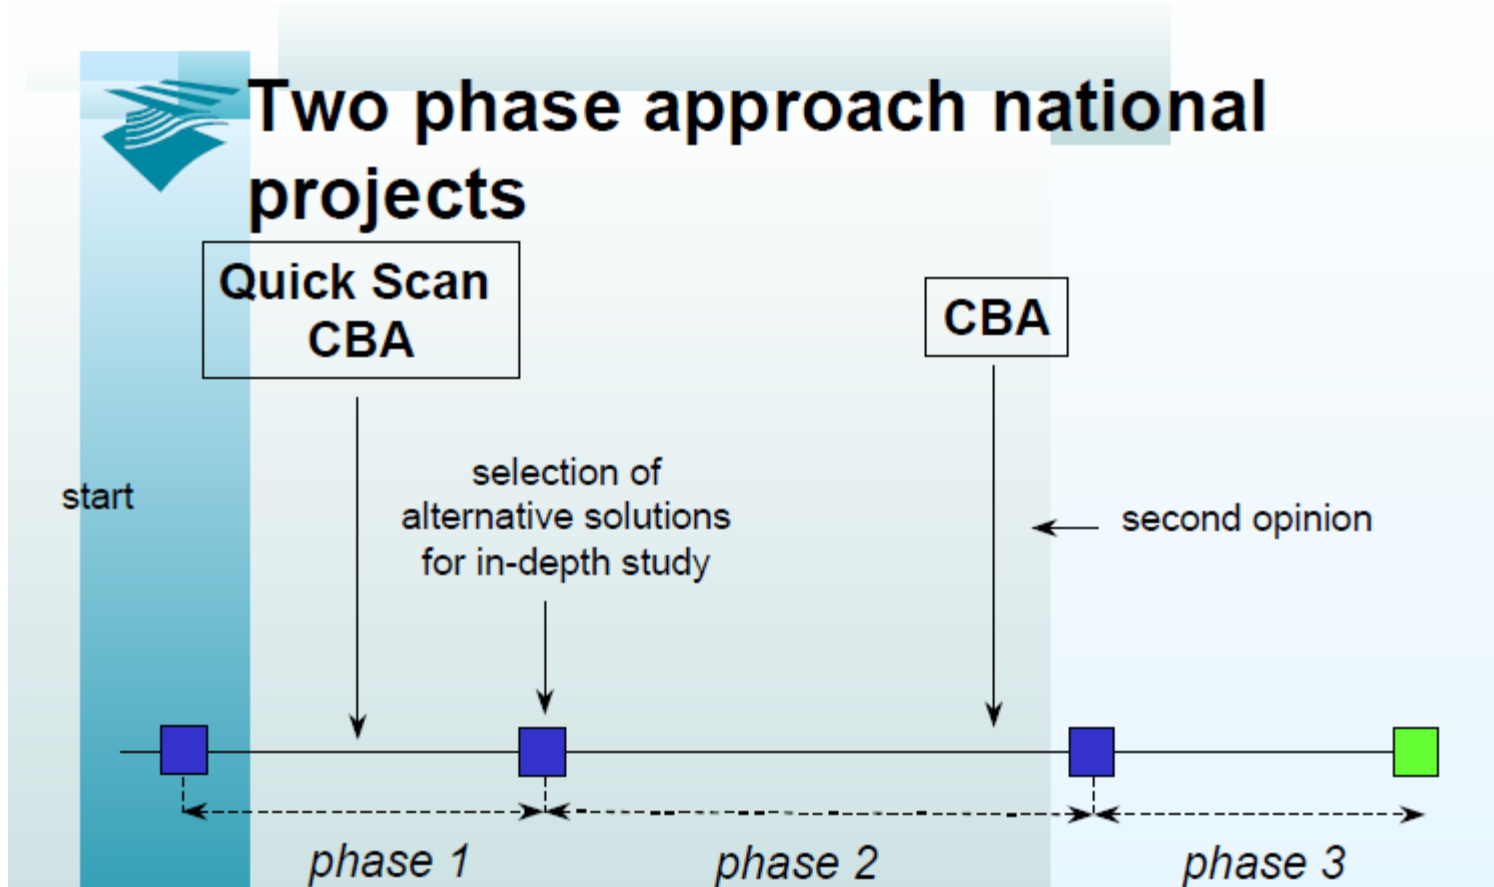 Two phase approach national
projects
Quick Scan
CBA
CBA
start
selection of
alternative solutions
for in-depth study
second opinion
phase 1
phase 2
phase 3